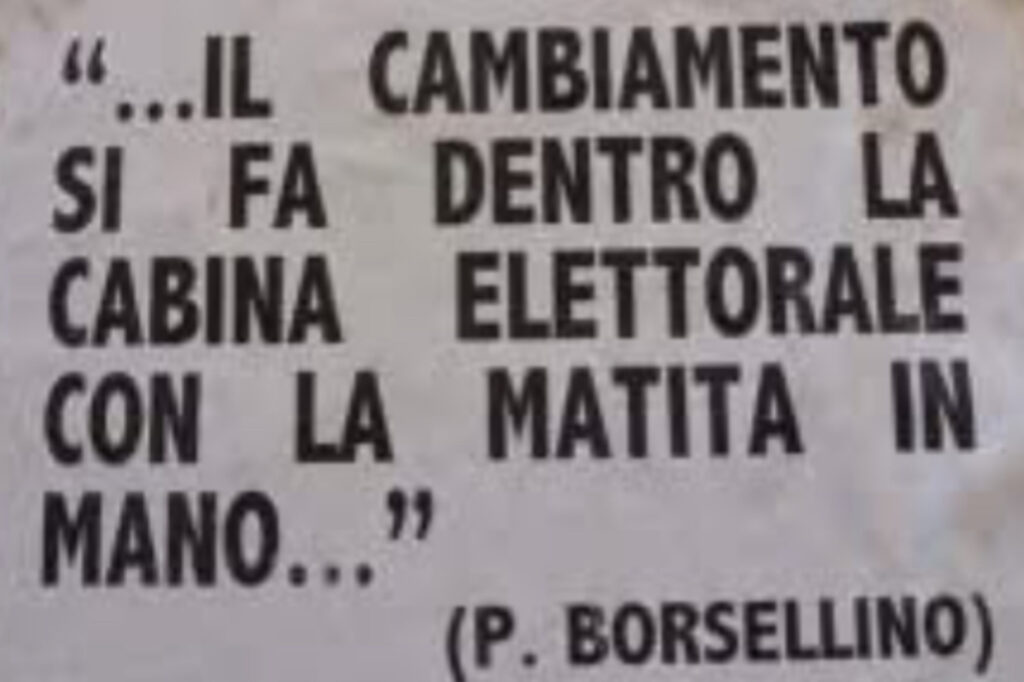 “...IL CAMBIAMENTO
SI FA DENTRO LA
CABINA ELETTORALE
CON LA MATITA IN
MANO...”
(P. BORSELLINO)